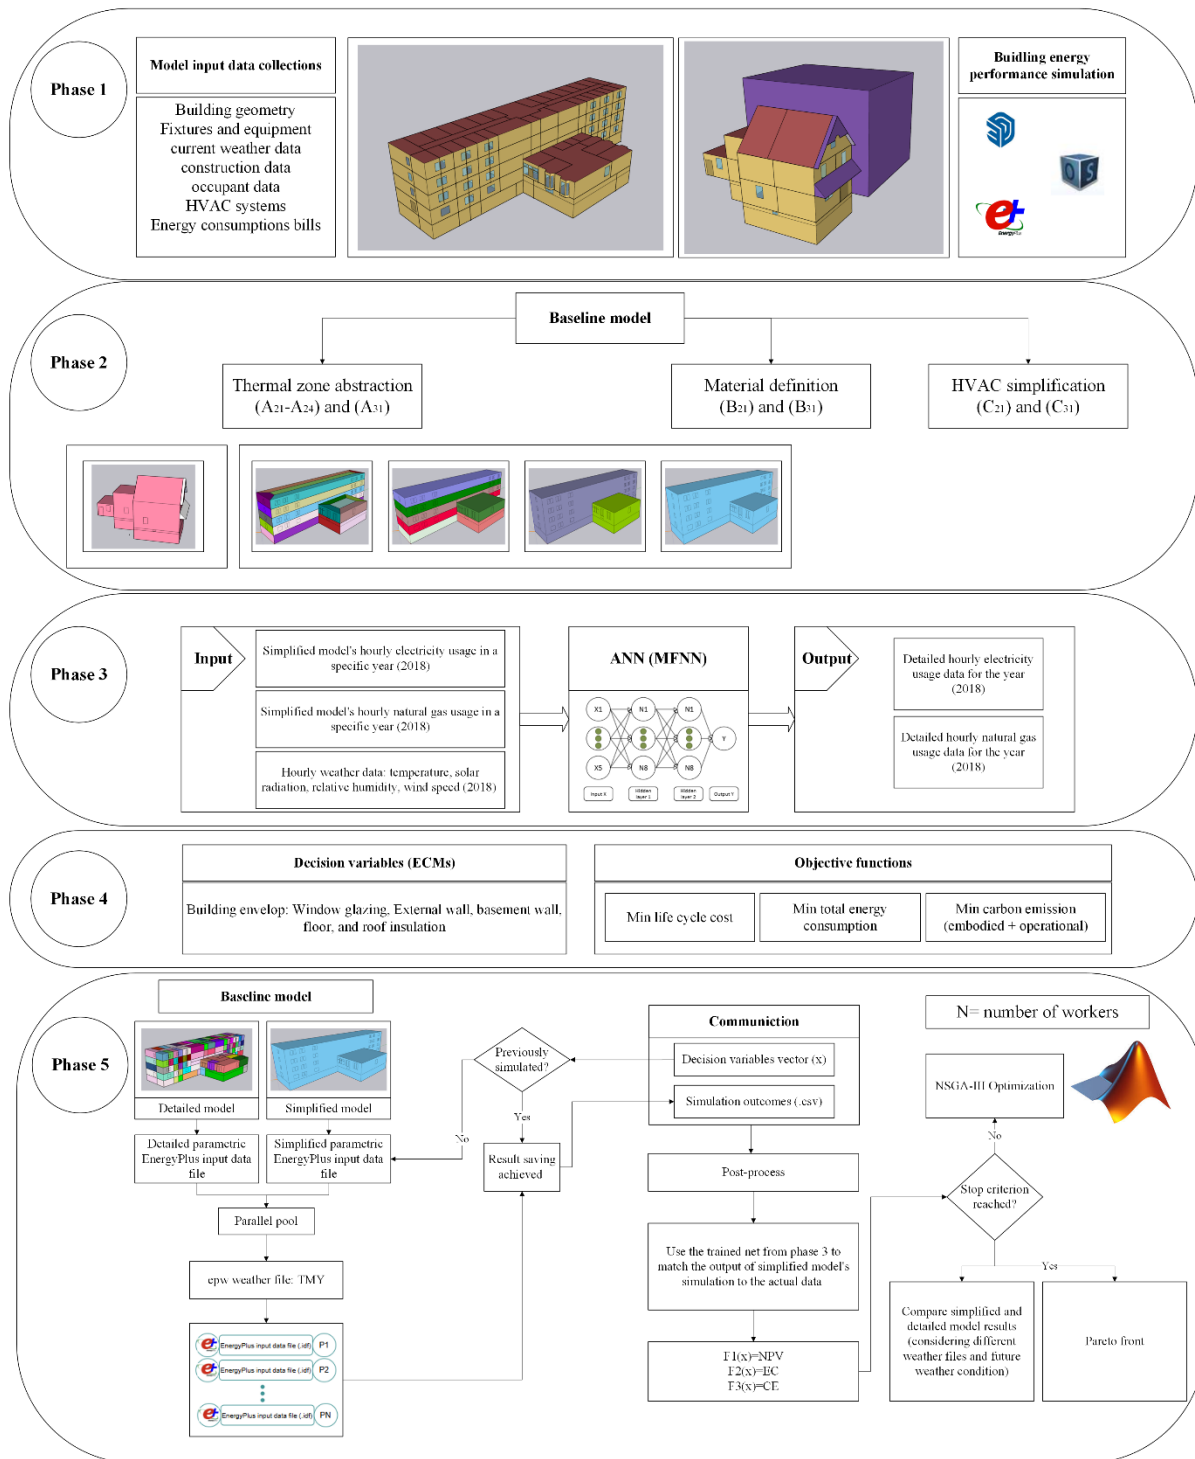 Phase 1
Model input data collections
Building geometry
Fixtures and equipment
current weather data
construction data
occupant data
HVAC systems
Energy consumptions bills
Buidling energy
performance simulation
O S
e+
EnergyPlus
Phase 2
Baseline model
Thermal zone abstraction
(A21-A24) and (A31)
Material definition
(B21) and (B31)
HVAC simplification
(C21) and (C31)
Phase 3
Input
Simplified model's hourly electricity usage in a
specific year (2018)
Simplified model's hourly natural gas usage in a
specific year (2018)
Hourly weather data: temperature, solar
radiation, relative humidity, wind speed (2018)
ANN (MFNN)
X1
N1
N1
Y
X5
N8
N8
Input X
Hidden
layer 1
Hidden
layer 2
Output Y
Output
Detailed hourly electricity
usage data for the year
(2018)
Detailed hourly natural gas
usage data for the year
(2018)
Phase 4
Decision variables (ECMs)
Building envelop: Window glazing, External wall, basement wall,
floor, and roof insulation
Objective functions
Min life cycle cost
Min total energy
consumption
Min carbon emission
(embodied + operational)
Phase 5
Baseline model
Detailed model
Simplified model
Detailed parametric
EnergyPlus input data
file
Simplified parametric
EnergyPlus input data
file
Parallel pool
epw weather file: TMY
e+
EnergyPlus input data file (.idf)
P1
e+
EnergyPlus input data file (.idf)
P2
e+
EnergyPlus input data file (.idf)
PN
Previously
simulated?
No
Yes
Result saving
achieved
Communiction
Decision variables vector (x)
Simulation outcomes (.csv)
Post-process
Use the trained net from phase 3 to
match the output of simplified model's
simulation to the actual data
F1(x)=NPV
F2(x)=EC
F3(x)=CE
N= number of workers
NSGA-III Optimization
No
Stop criterion
reached?
Yes
Compare simplified and
detailed model results
(considering different
weather files and future
weather condition)
Pareto front